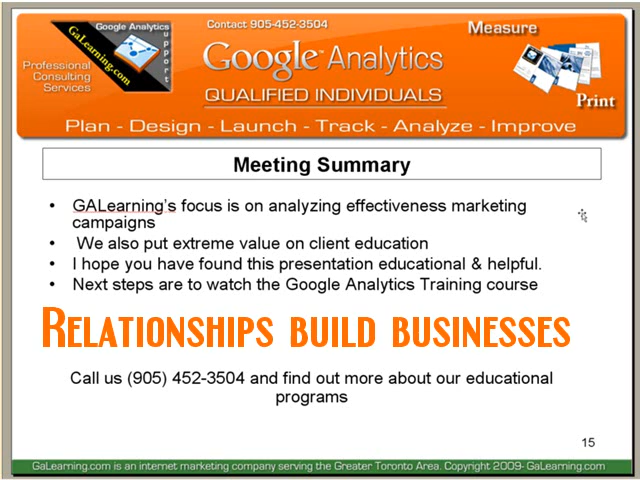 Google Analytics
GaLearning.com
support
Professional
Consulting
Services
Contact 905-452-3504
Google™ Analytics
QUALIFIED INDIVIDUALS
Measure
Print
Plan - Design - Launch - Track - Analyze - Improve
Meeting Summary
• GALearning's focus is on analyzing effectiveness marketing
campaigns
• We also put extreme value on client education
• I hope you have found this presentation educational & helpful.
• Next steps are to watch the Google Analytics Training course
RELATIONSHIPS BUILD BUSINESSES
Call us (905) 452-3504 and find out more about our educational
programs
15
GaLearning.com is an internet marketing company serving the Greater Toronto Area. Copyright 2009- GaLearning.com